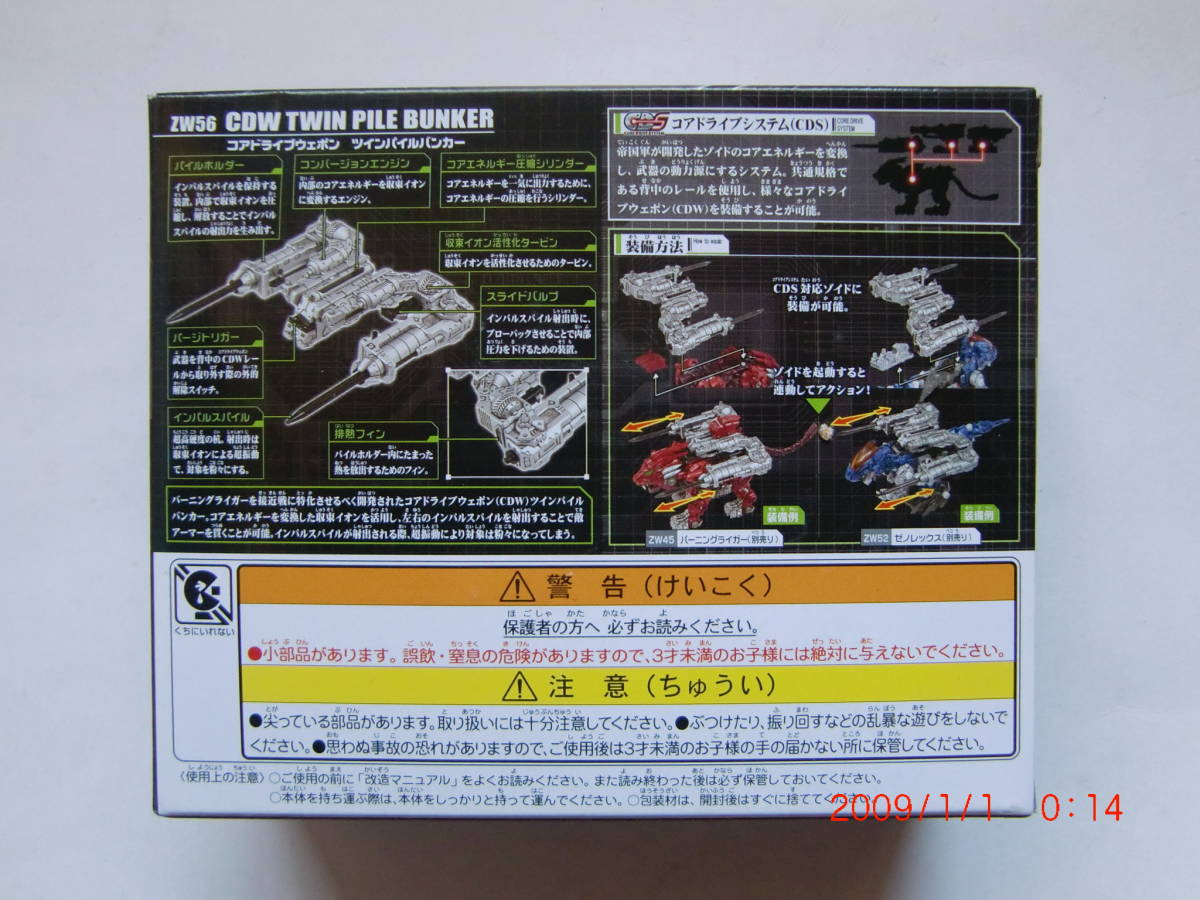 ZW56 CDW TWIN PILE BUNKER
コアドライブウェポン ツインパイルバンカー
パイルホルダー
インパルスパイルを保持する
装置。内部で収束イオンを圧
縮し、解放することでインパル
スパイルの射出力を生み出す。
コンバージョンエンジン
内部のコアエネルギーを収束イオン
に変換するエンジン。
コアエネルギー圧縮シリンダー
コアエネルギーを一気に出力するために、
コアエネルギーの圧縮を行うシリンダー。
収束イオン活性化タービン
収束イオンを活性化させるためのタービン。
スライドバルブ
インパルスパイル射出時に、
ブローバックさせることで内部
圧力を下げるための装置。
パージトリガー
武器を背中のCDWレー
ルから取り外す際の外的
解除スイッチ。
インパルスパイル
超高硬度の杭。射出時は
収束イオンによる超振動
で、対象を粉々にする。
排熱フィン
パイルホルダー内にたまった
熱を放出するためのフィン。
バーニングライガーを接近戦に特化させるべく開発されたコアドライブウェポン(CDW)ツインパイル
バンカー。コアエネルギーを変換した収束イオンを活用し、左右のインパルスパイルを射出することで敵
アーマーを貫くことが可能。インパルスパイルが射出される際、超振動により対象は粉々になってしまう。
CDS コアドライブシステム(CDS) CORE DRIVE
SYSTEM
帝国軍が開発したゾイドのコアエネルギーを変換
し、武器の動力源にするシステム。共通規格で
ある背中のレールを使用し、様々なコアドライ
ブウェポン(CDW)を装備することが可能。
装備方法 How to equip
CDS対応ゾイドに
装備が可能。
ゾイドを起動すると
連動してアクション!
装備例
ZW45 バーニングライガー(別売り)
装備例
ZW52 ゼノレックス(別売り)
くちにいれない
警 告(けいこく)
保護者の方へ 必ずお読みください。
●小部品があります。誤飲・窒息の危険がありますので、3才未満のお子様には絶対に与えないでください。
注 意(ちゅうい)
●尖っている部品があります。取り扱いには十分注意してください。●ぶつけたり、振り回すなどの乱暴な遊びをしないで
ください。●思わぬ事故の恐れがありますので、ご使用後は3才未満のお子様の手の届かない所に保管してください。
〈使用上の注意〉○ご使用の前に「改造マニュアル」をよくお読みください。また読み終わった後は必ず保管しておいてください。
○本体を持ち運ぶ際は、本体をしっかりと持って運んでください。○包装材は、開封後はすぐに捨ててください。
2009/1/1 0:14